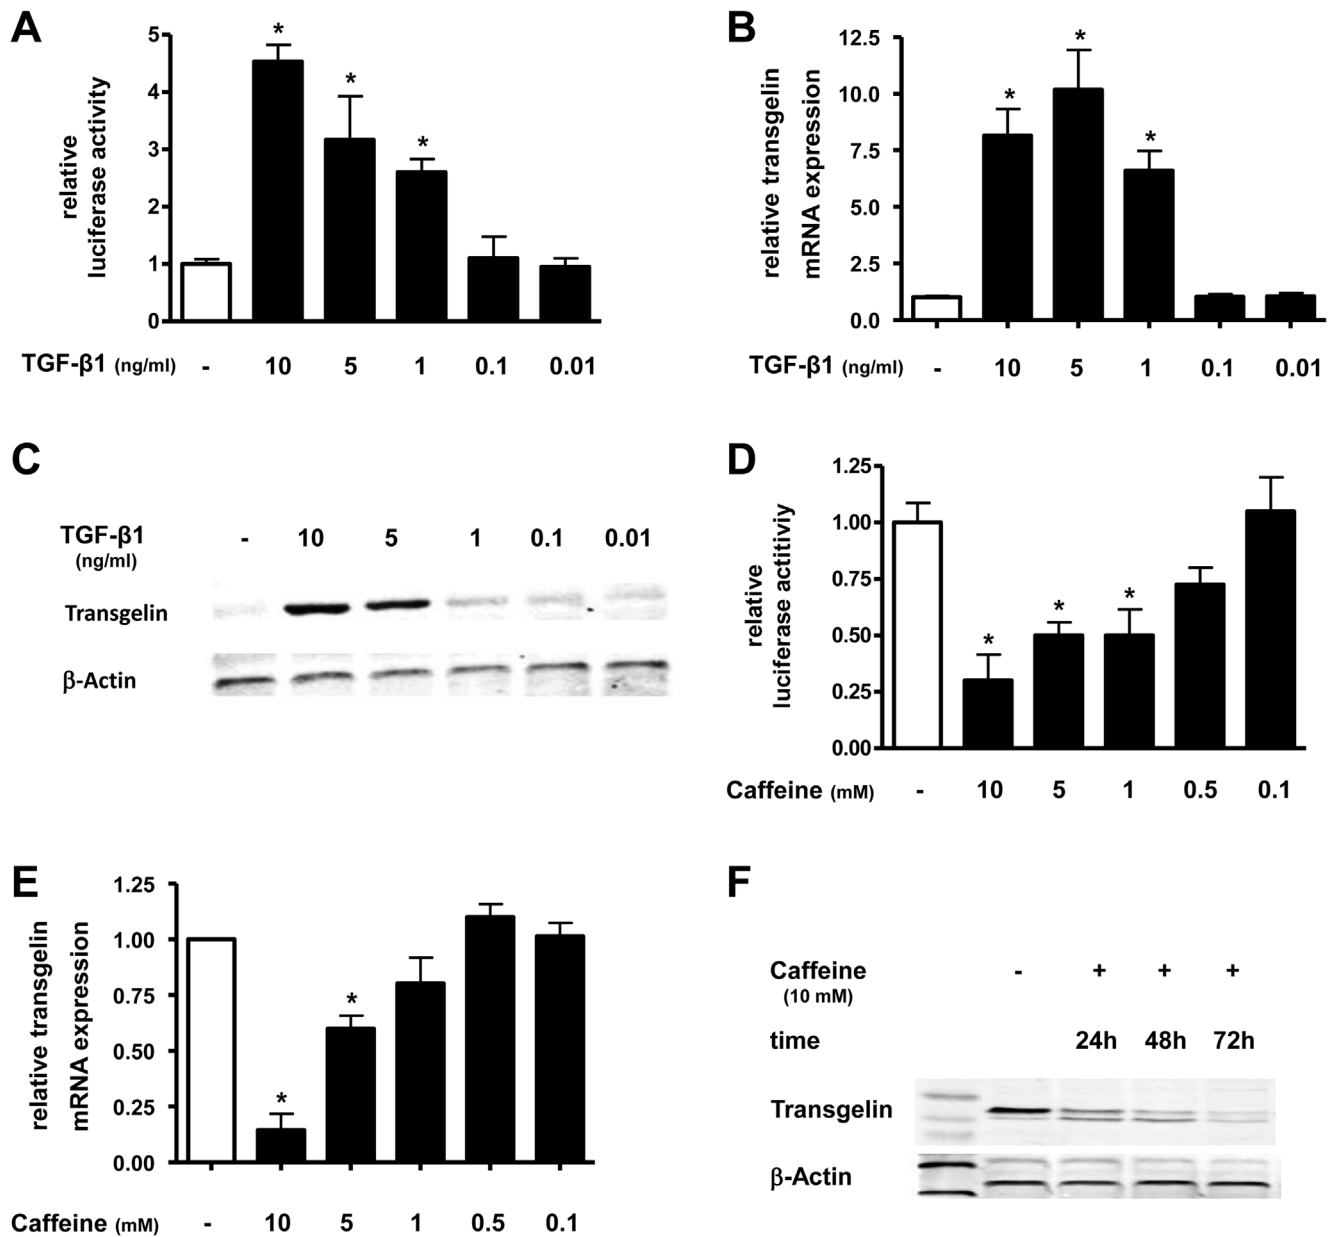 A
relative
luciferase activity
5
4
3
2
1
0
*
*
*
TGF-β1 (ng/ml) - 10 5 1 0.1 0.01
B
relative transgelin
mRNA expression
12.5
10.0
7.5
5.0
2.5
0.0
*
*
*
TGF-β1 (ng/ml) - 10 5 1 0.1 0.01
C
TGF-β1 - 10 5 1 0.1 0.01
(ng/ml)
Transgelin
β-Actin
D
relative
luciferase actitiviy
1.25
1.00
0.75
0.50
0.25
0.00
*
*
*
Caffeine (mM) - 10 5 1 0.5 0.1
E
relative transgelin
mRNA expression
1.25
1.00
0.75
0.50
0.25
0.00
*
*
Caffeine (mM) - 10 5 1 0.5 0.1
F
Caffeine - + + +
(10 mM)
time 24h 48h 72h
Transgelin
β-Actin